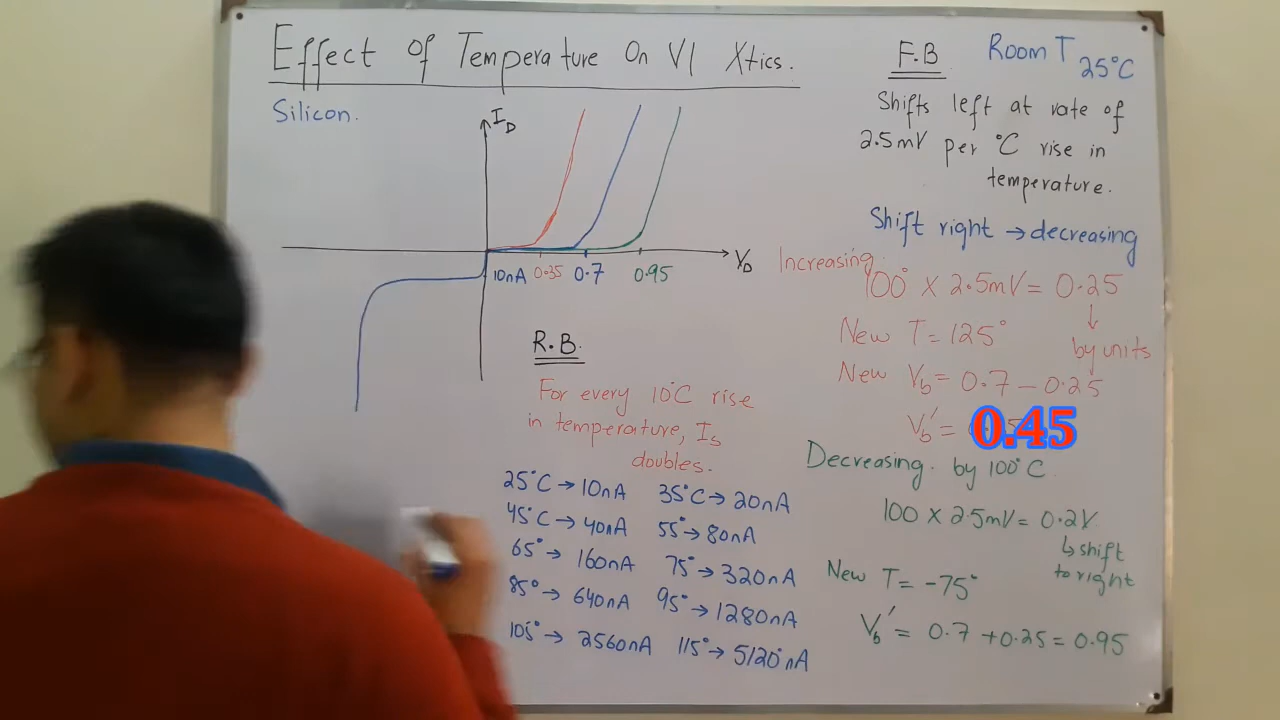 Effect of Temperature On VI Xtics.
Silicon.
I_D
V_D
10nA 0.35 0.7 0.95
R.B.
For every 10°C rise
in temperature, Is
doubles.
25°C → 10nA 35°C → 20nA
45°C → 40nA 55° → 80nA
65° → 160nA 75° → 320nA
85° → 640nA 95° → 1280nA
105° → 2560nA 115° → 5120nA
F.B Room T 25°C
Shifts left at rate of
2.5mV per °C rise in
temperature.
Shift right → decreasing
Increasing.
100° X 2.5mV = 0.25
↓
by units
New T = 125°
New Vb = 0.7 - 0.25
Vb' = 0.45
Decreasing. by 100°C.
100 X 2.5mV = 0.2V
↳ shift
to right
New T = -75°
Vb' = 0.7 + 0.25 = 0.95